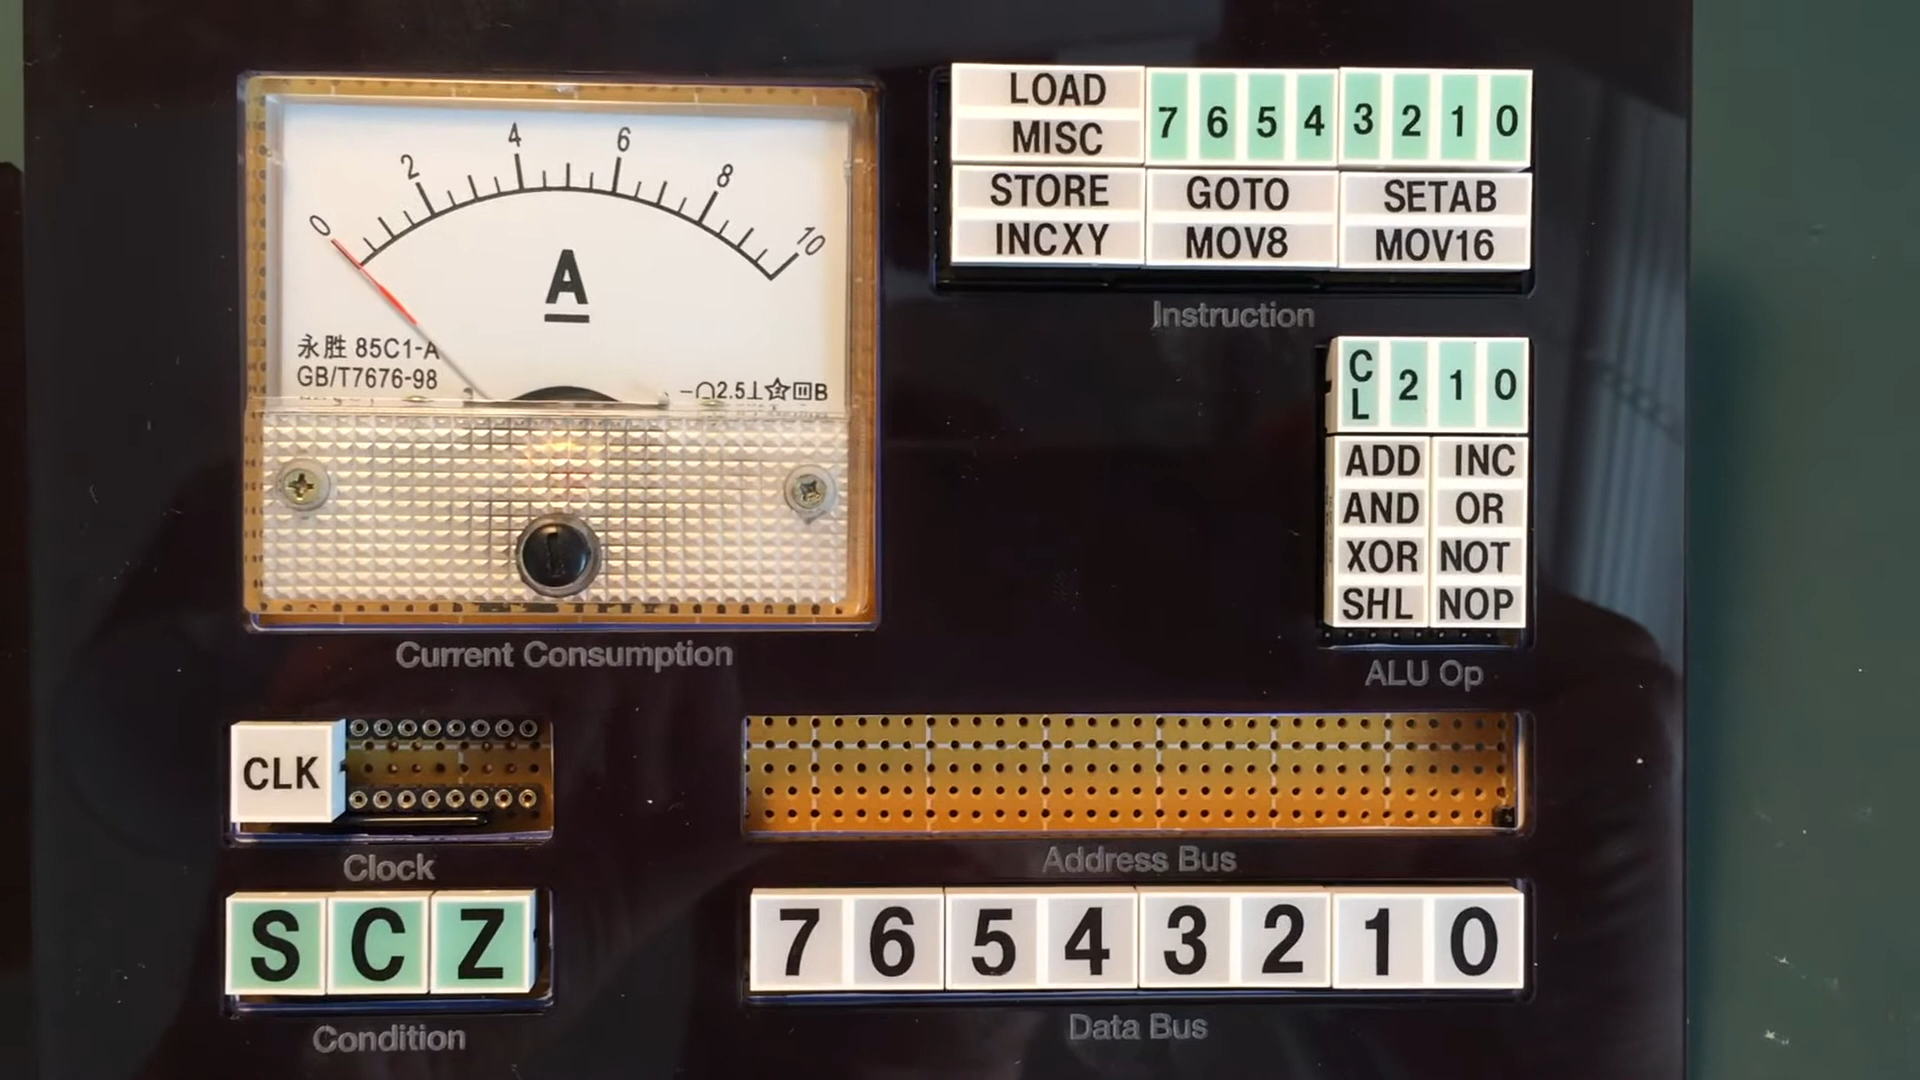 0 2 4 6 8 10
A
永胜 85C1-A
GB/T7676-98
2.5 B
Current Consumption
LOAD 7 6 5 4 3 2 1 0
MISC
STORE GOTO SETAB
INCXY MOV8 MOV16
Instruction
CL 2 1 0
ADD INC
AND OR
XOR NOT
SHL NOP
ALU Op
CLK
Clock
Address Bus
S C Z
Condition
7 6 5 4 3 2 1 0
Data Bus